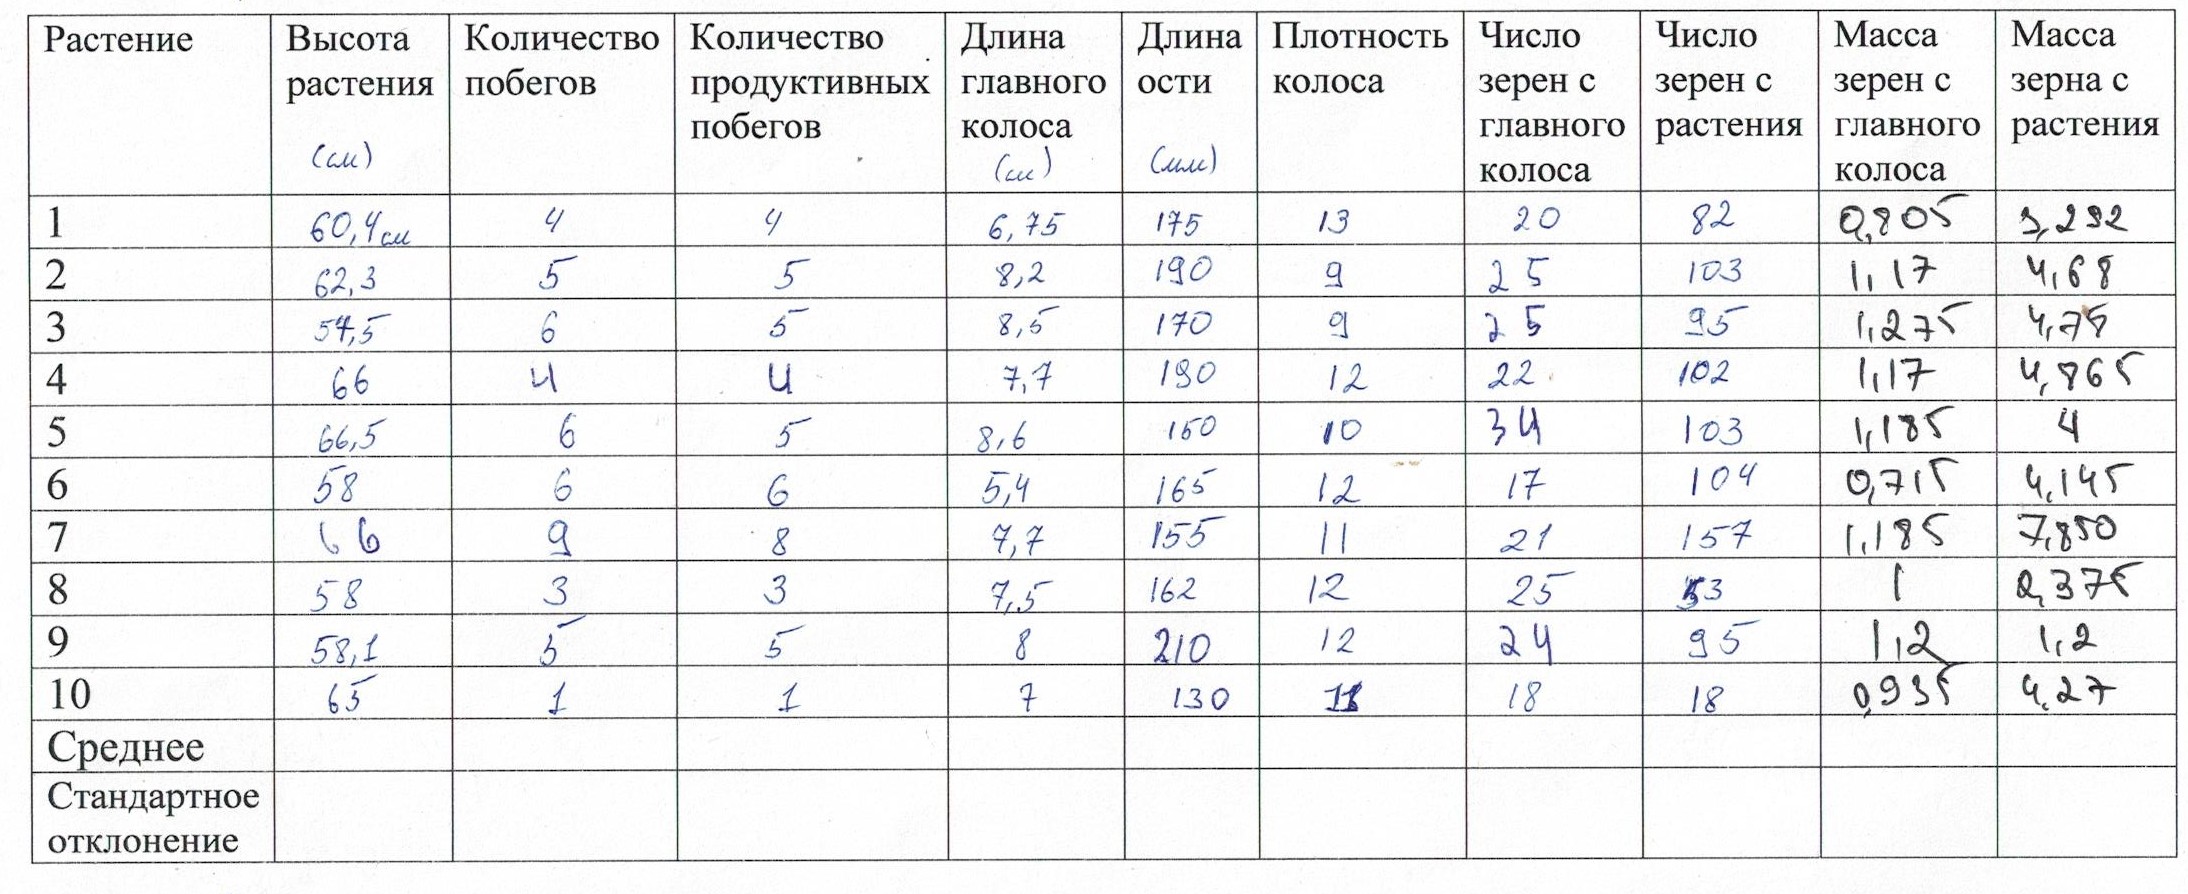 Растение Высота растения (см) Количество побегов Количество продуктивных побегов Длина главного колоса (см) Длина ости (мм) Плотность колоса Число зерен с главного колоса Число зерен с растения Масса зерен с главного колоса Масса зерна с растения
1 60,4см 4 4 6,75 175 13 20 82 0,805 3,292
2 62,3 5 5 8,2 190 9 25 103 1,17 4,68
3 6 5 8,5 170 9 25 95 1,275
4 66 4 4 7,7 190 12 22 102 1,17 4,865
5 66,5 6 5 8,6 10 34 103 1,185 4
6 58 6 6 5,4 165 12 17 104 0,715 4,145
7 66 9 8 7,7 155 11 21 157 1,185 7,850
8 58 3 3 7,5 162 12 25 53 1 2,375
9 58,1 5 5 8 210 12 24 95 1,2 1,2
10 65 1 1 7 130 18 18 0,935 4,27
Среднее
Стандартное
отклонение